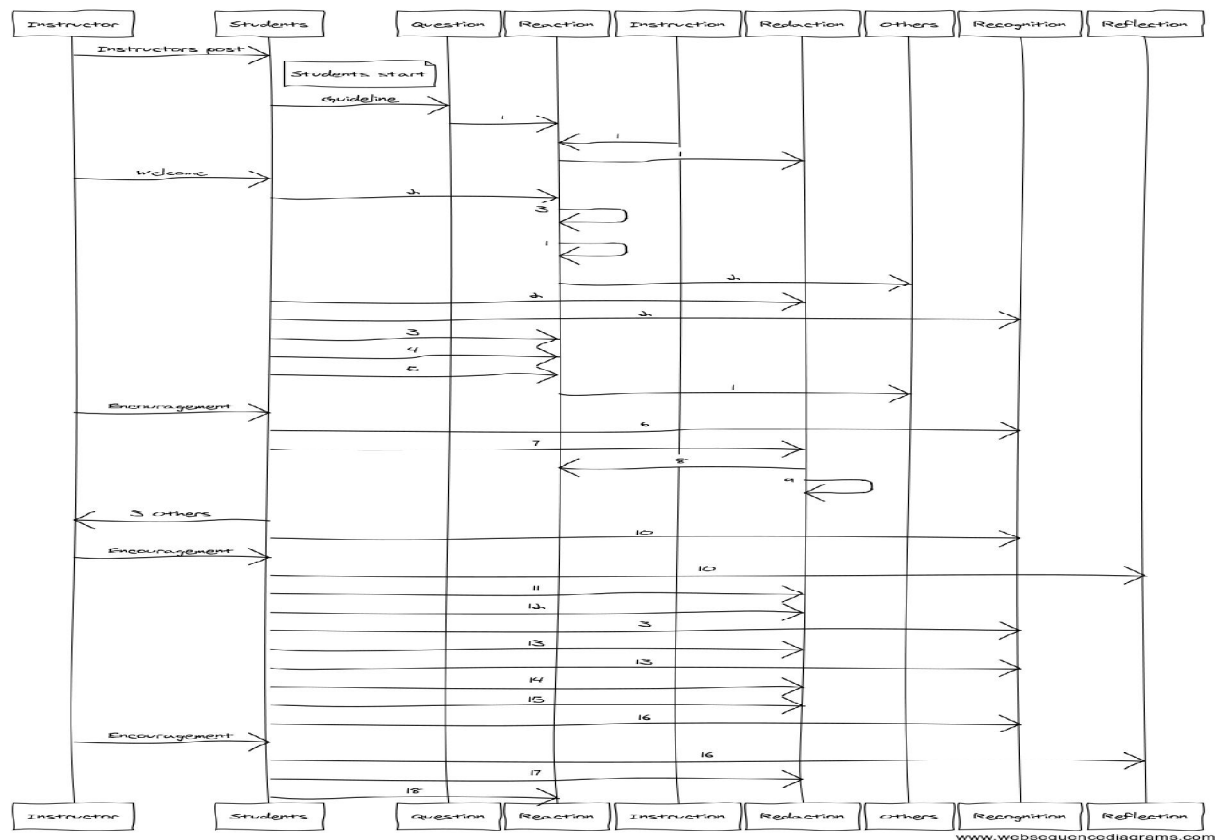 Instructor Students Question Reaction Instruction Redaction Others Recognition Reflection
Instructors post
Students start
Guideline
1
1
1
Welcome
2
3
1
2
2
2
3
4
5
1
Encouragement
6
7
8
9
3 others
10
Encouragement
10
11
12
3
13
13
14
15
16
Encouragement
16
17
18
Instructor Students Question Reaction Instruction Redaction Others Recognition Reflection
www.websequencediagrams.com